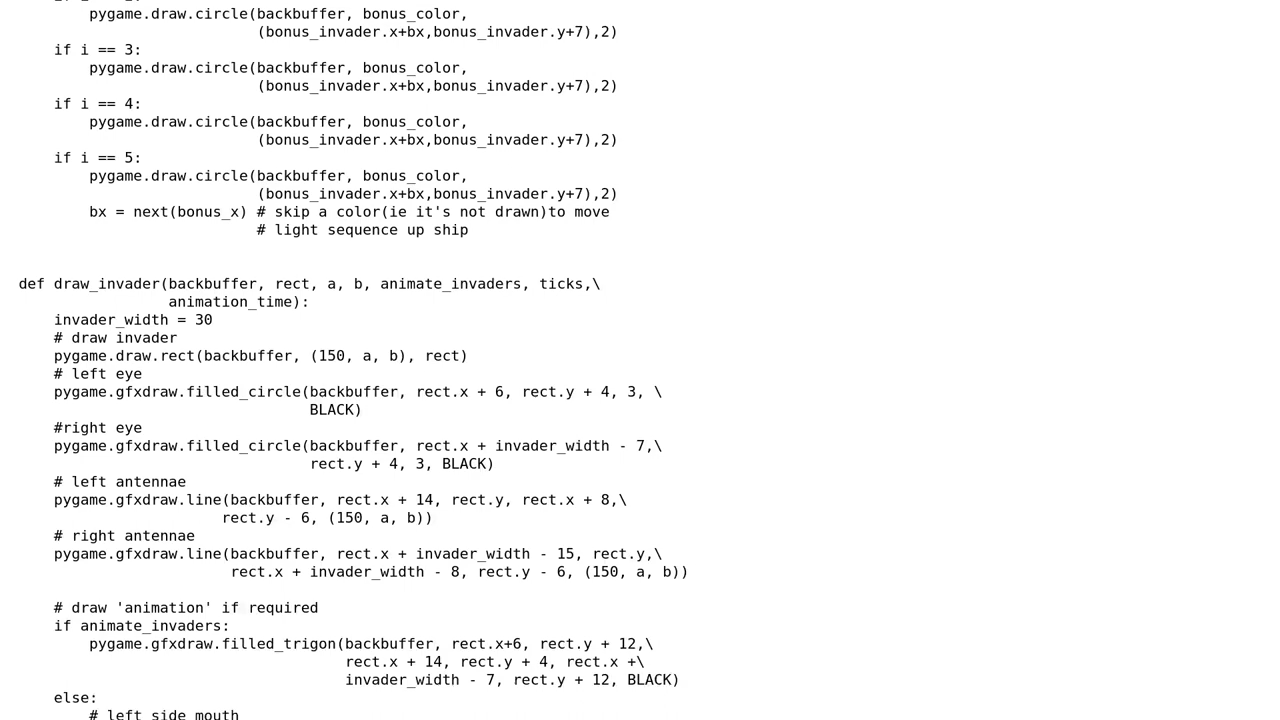 pygame.draw.circle(backbuffer, bonus_color,
(bonus_invader.x+bx,bonus_invader.y+7),2)
if i == 3:
pygame.draw.circle(backbuffer, bonus_color,
(bonus_invader.x+bx,bonus_invader.y+7),2)
if i == 4:
pygame.draw.circle(backbuffer, bonus_color,
(bonus_invader.x+bx,bonus_invader.y+7),2)
if i == 5:
pygame.draw.circle(backbuffer, bonus_color,
(bonus_invader.x+bx,bonus_invader.y+7),2)
bx = next(bonus_x) # skip a color(ie it's not drawn)to move
# light sequence up ship
def draw_invader(backbuffer, rect, a, b, animate_invaders, ticks,\
animation_time):
invader_width = 30
# draw invader
pygame.draw.rect(backbuffer, (150, a, b), rect)
# left eye
pygame.gfxdraw.filled_circle(backbuffer, rect.x + 6, rect.y + 4, 3, \
BLACK)
#right eye
pygame.gfxdraw.filled_circle(backbuffer, rect.x + invader_width - 7,\
rect.y + 4, 3, BLACK)
# left antennae
pygame.gfxdraw.line(backbuffer, rect.x + 14, rect.y, rect.x + 8,\
rect.y - 6, (150, a, b))
# right antennae
pygame.gfxdraw.line(backbuffer, rect.x + invader_width - 15, rect.y,\
rect.x + invader_width - 8, rect.y - 6, (150, a, b))
# draw 'animation' if required
if animate_invaders:
pygame.gfxdraw.filled_trigon(backbuffer, rect.x+6, rect.y + 12,\
rect.x + 14, rect.y + 4, rect.x +\
invader_width - 7, rect.y + 12, BLACK)
else:
# left side mouth